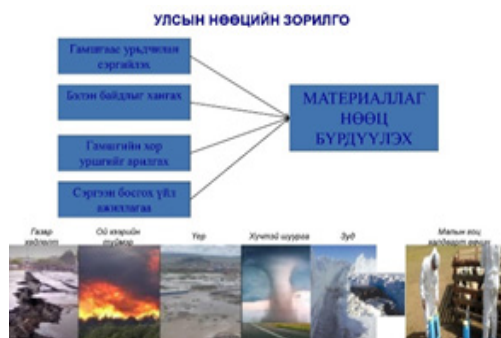 УЛСЫН НӨӨЦИЙН ЗОРИЛГО
Гамшгаас урьдчилан
сэргийлэх
Бэлэн байдлыг хангах
Гамшгийн хор
уршгийг арилгах
Сэргээн босгох үйл
ажиллагаа
МАТЕРИАЛЛАГ
НӨӨЦ
БҮРДҮҮЛЭХ
Газар
хөдлөлт
Ой хээрийн
түймэр
Үер
Хүчтэй шуурга
Зуд
Малын гоц
халдварт өвчин